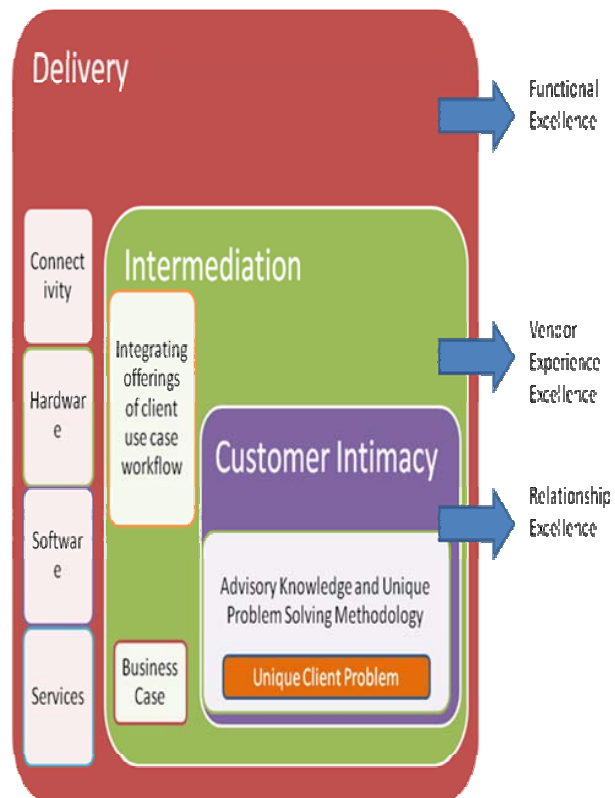 Delivery
Functional
Excellence
Connect
ivity
Intermediation
Integrating
offerings
of client
use case
workflow
Vendor
Experience
Excellence
Hardwar
e
Customer Intimacy
Relationship
Excellence
Softwar
e
Advisory Knowledge and Unique
Problem Solving Methodology
Unique Client Problem
Business
Case
Services